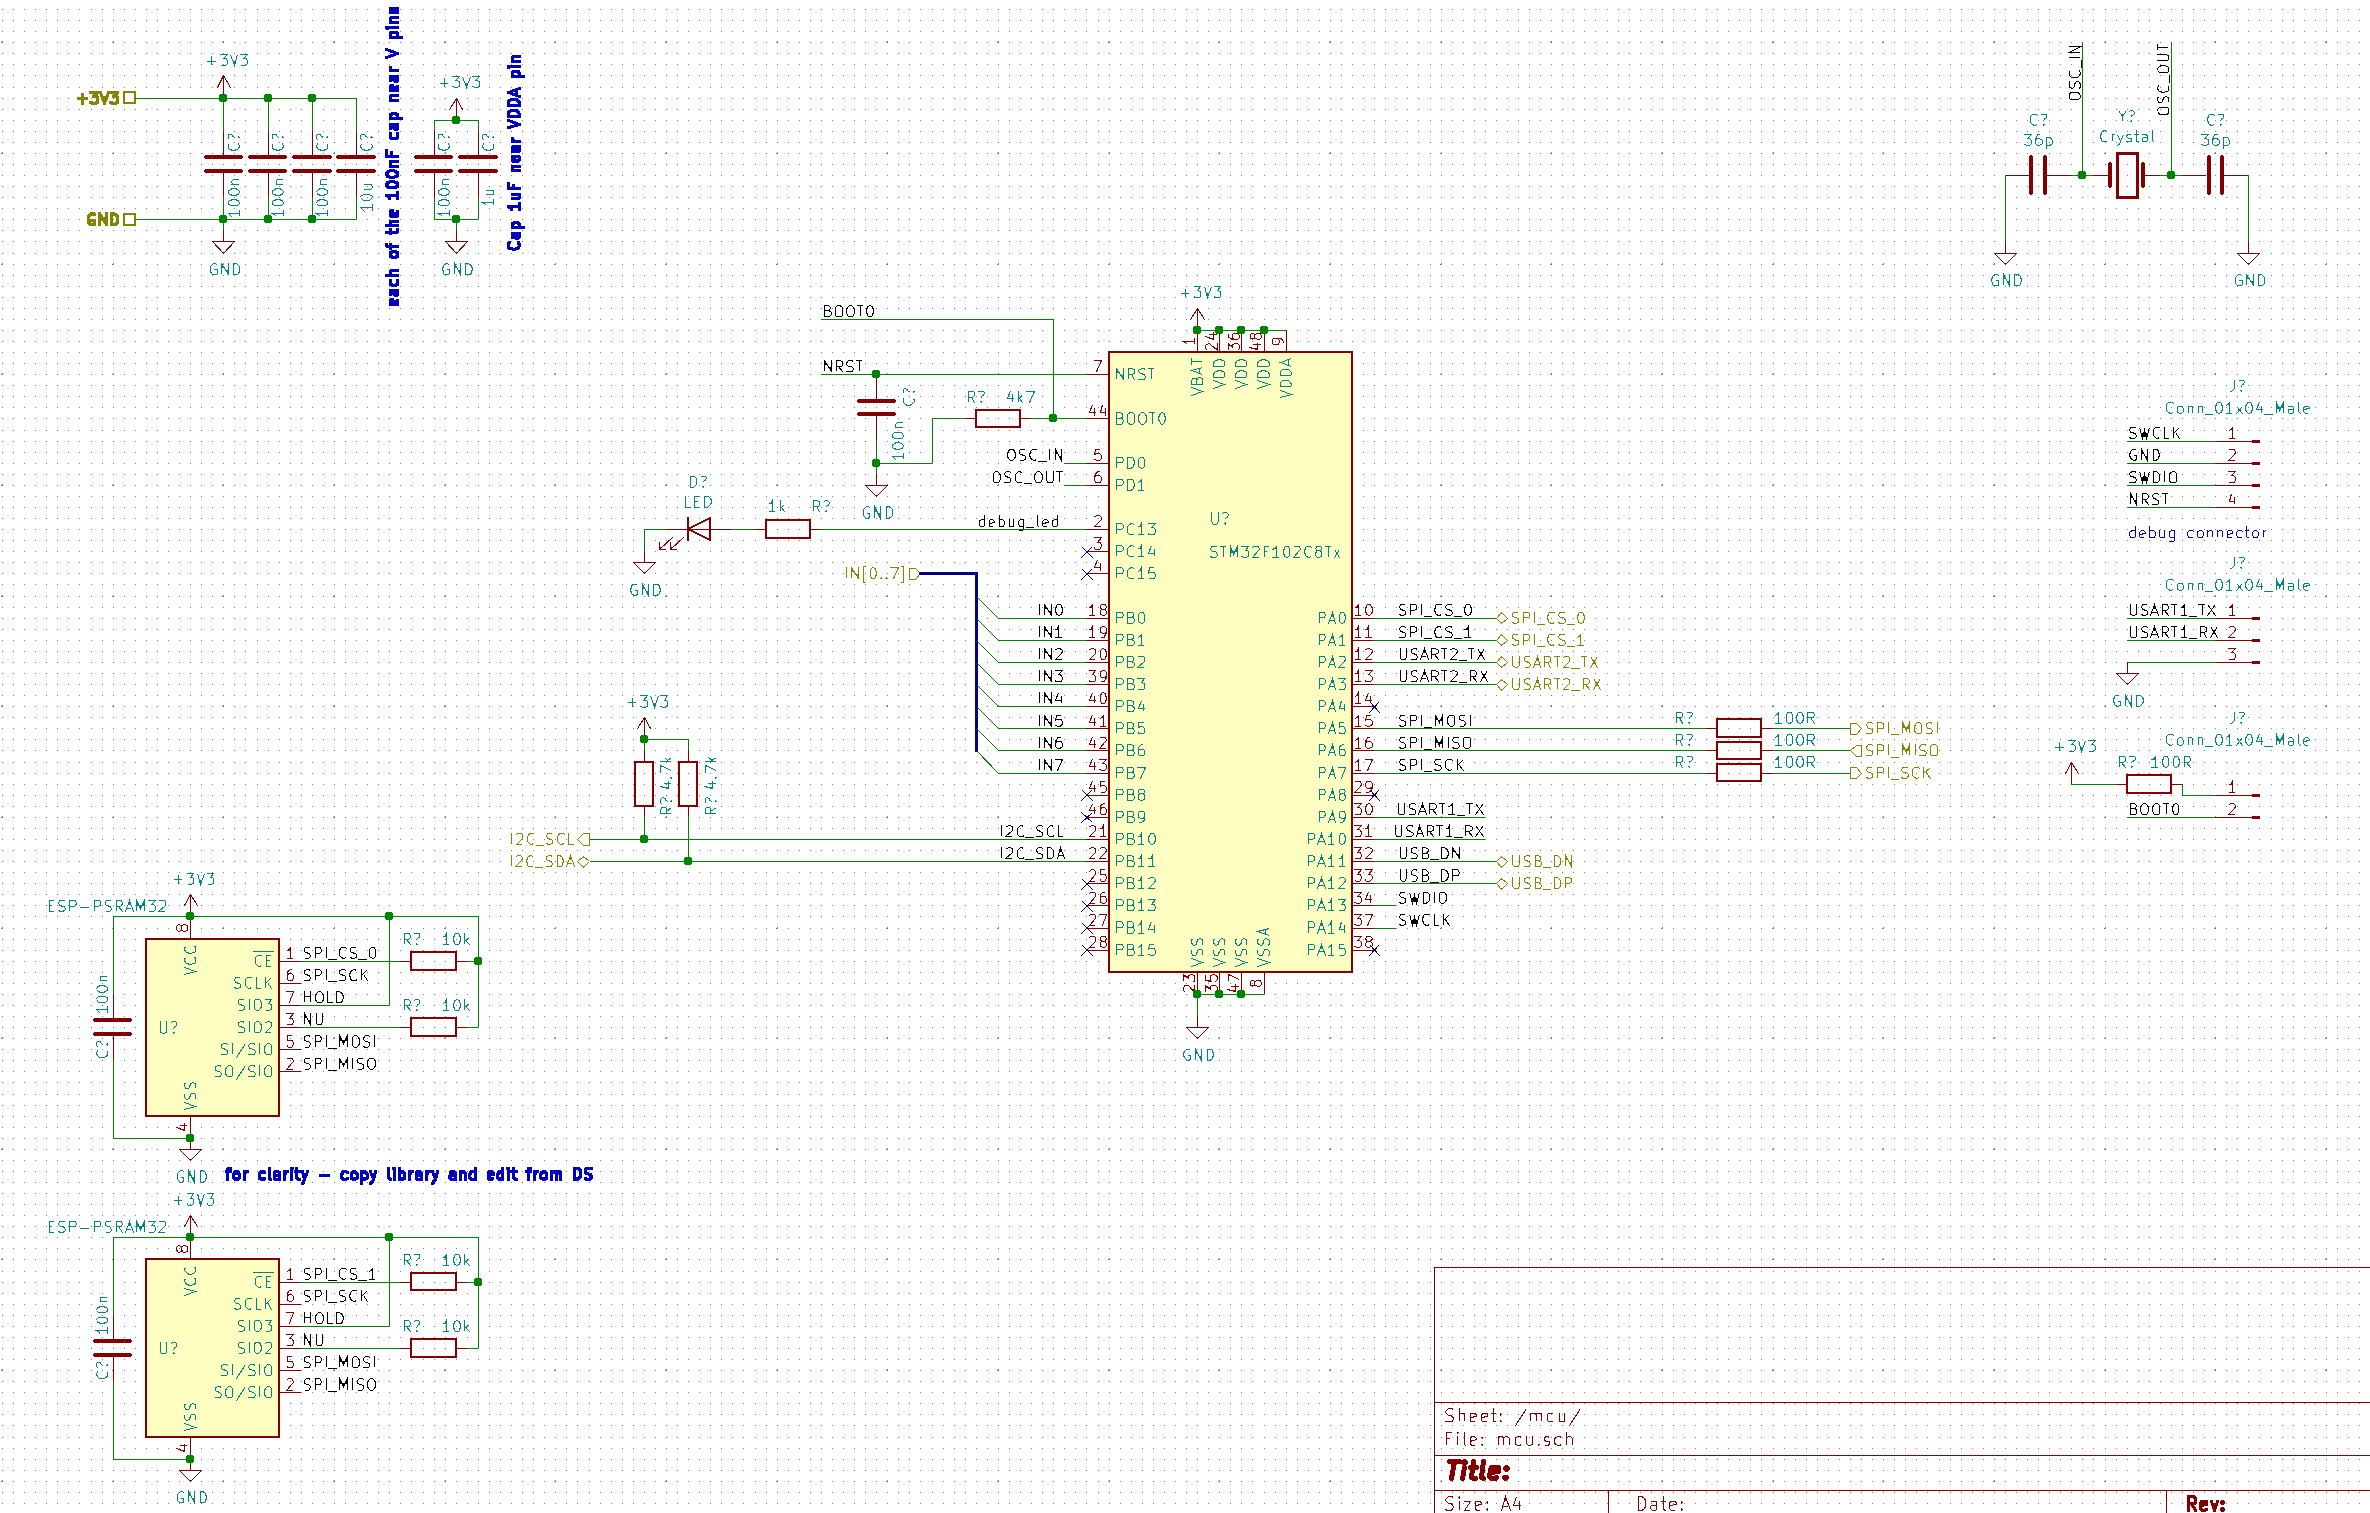 +3V3
+3V3
C?
100n
C?
100n
C?
100n
C?
10u
GND
GND
each of the 100nF cap near V pins
+3V3
C?
100n
C?
1u
GND
Cap 1uF near VDDA pin
OSC_IN
OSC_OUT
C?
36p
Y?
Crystal
C?
36p
GND
GND
BOOT0
NRST
C?
100n
R? 4k7
GND
OSC_IN
OSC_OUT
D?
LED
1k R?
debug_led
GND
IN[0..7]
IN0
IN1
IN2
IN3
IN4
IN5
IN6
IN7
+3V3
R? 4.7k
R? 4.7k
I2C_SCL
I2C_SDA
I2C_SCL
I2C_SDA
+3V3
1 VBAT
24 VDD
36 VDD
48 VDD
9 VDDA
7 NRST
44 BOOT0
5 PD0
6 PD1
2 PC13
3 PC14
4 PC15
18 PB0
19 PB1
20 PB2
39 PB3
40 PB4
41 PB5
42 PB6
43 PB7
45 PB8
46 PB9
21 PB10
22 PB11
25 PB12
26 PB13
27 PB14
28 PB15
U?
STM32F102C8Tx
PA0 10 SPI_CS_0 SPI_CS_0
PA1 11 SPI_CS_1 SPI_CS_1
PA2 12 USART2_TX USART2_TX
PA3 13 USART2_RX USART2_RX
PA4 14
PA5 15 SPI_MOSI R? 100R SPI_MOSI
PA6 16 SPI_MISO R? 100R SPI_MISO
PA7 17 SPI_SCK R? 100R SPI_SCK
PA8 29
PA9 30 USART1_TX
PA10 31 USART1_RX
PA11 32 USB_DN USB_DN
PA12 33 USB_DP USB_DP
PA13 34 SWDIO
PA14 37 SWCLK
PA15 38
VSS 23
VSS 35
VSS 47
VSSA 8
GND
J?
Conn_01x04_Male
SWCLK 1
GND 2
SWDIO 3
NRST 4
debug connector
J?
Conn_01x04_Male
USART1_TX 1
USART1_RX 2
3
GND
J?
Conn_01x04_Male
+3V3
R? 100R
1
BOOT0 2
+3V3
ESP-PSRAM32
8
VCC
CE 1 SPI_CS_0 R? 10k
SCLK 6 SPI_SCK
SIO3 7 HOLD
SIO2 3 NU R? 10k
SI/SIO 5 SPI_MOSI
SO/SIO 2 SPI_MISO
U?
C? 100n
VSS
4
GND
for clarity - copy library and edit from DS
+3V3
ESP-PSRAM32
8
VCC
CE 1 SPI_CS_1 R? 10k
SCLK 6 SPI_SCK
SIO3 7 HOLD
SIO2 3 NU R? 10k
SI/SIO 5 SPI_MOSI
SO/SIO 2 SPI_MISO
U?
C? 100n
VSS
4
GND
Sheet: /mcu/
File: mcu.sch
Title:
Size: A4 Date: Rev: